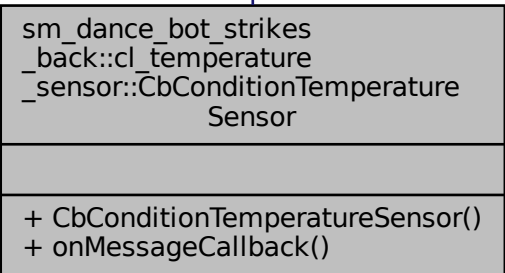 sm_dance_bot_strikes
_back::cl_temperature
_sensor::CbConditionTemperature
Sensor
+ CbConditionTemperatureSensor()
+ onMessageCallback()